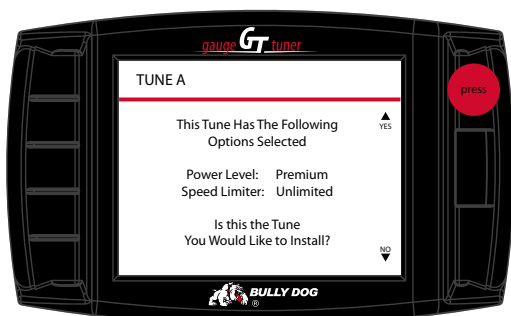 gauge GT tuner
TUNE A
press
This Tune Has The Following
Options Selected
YES
Power Level: Premium
Speed Limiter: Unlimited
Is this the Tune
You Would Like to Install?
NO
BULLY DOG
®